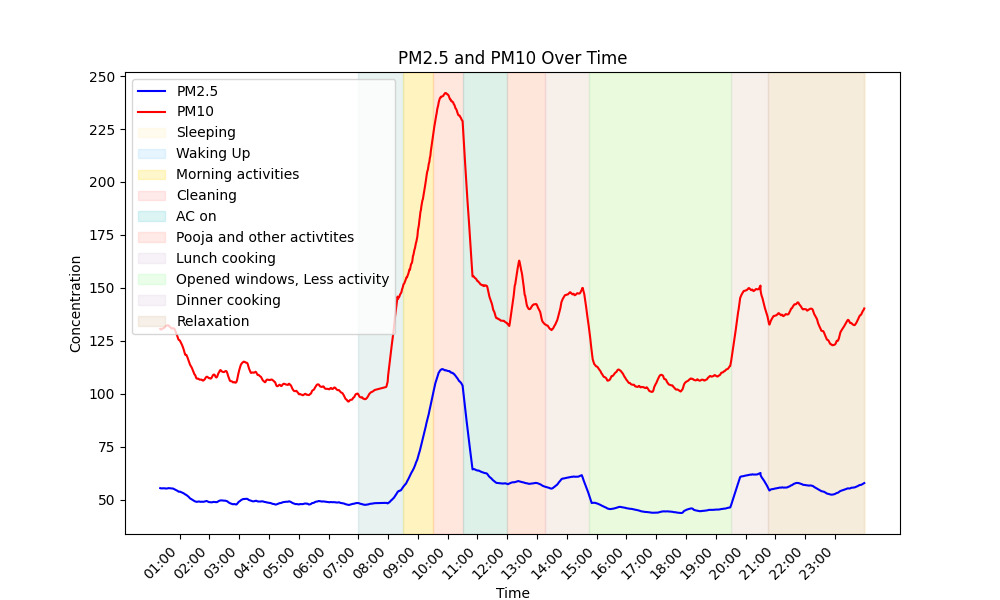 PM2.5 and PM10 Over Time
PM2.5
PM10
Sleeping
Waking Up
Morning activities
Cleaning
AC on
Pooja and other activtites
Lunch cooking
Opened windows, Less activity
Dinner cooking
Relaxation
Concentration
250
225
200
175
150
125
100
75
50
01:00
02:00
03:00
04:00
05:00
06:00
07:00
08:00
09:00
10:00
11:00
12:00
13:00
14:00
15:00
16:00
17:00
18:00
19:00
20:00
21:00
22:00
23:00
Time